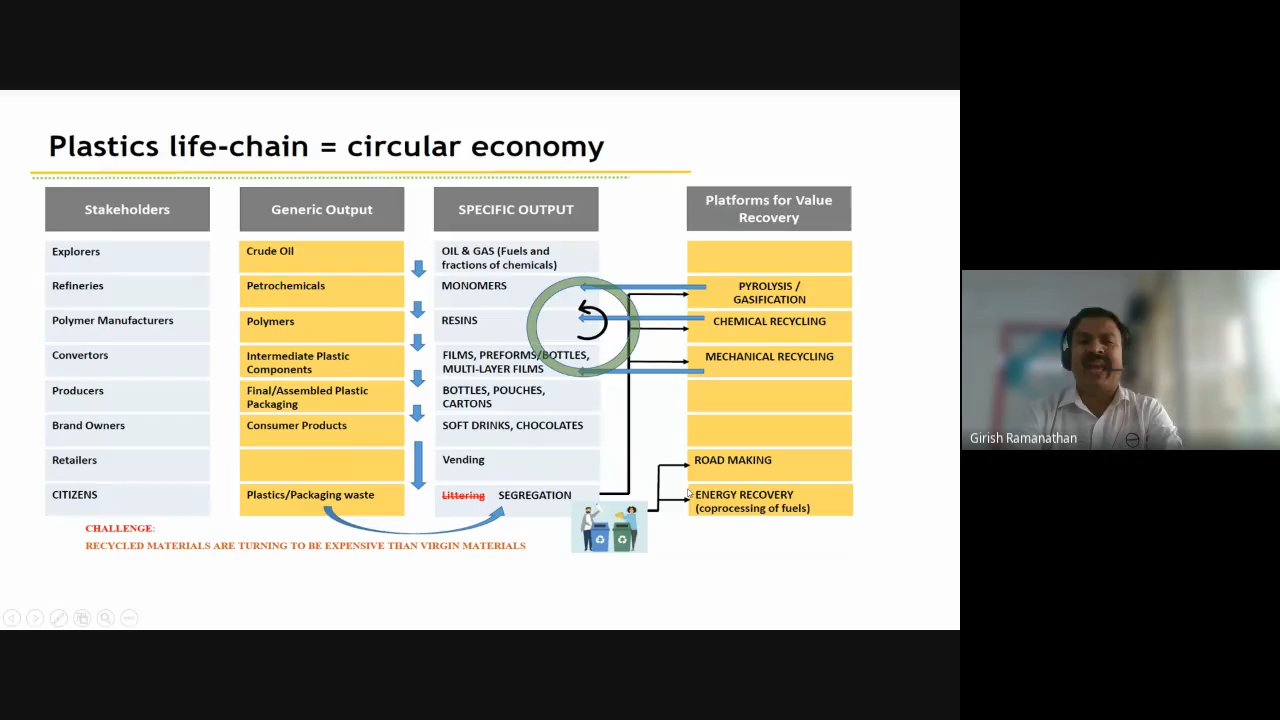 Plastics life-chain = circular economy
Stakeholders
Generic Output
SPECIFIC OUTPUT
Platforms for Value
Recovery
Explorers
Crude Oil
OIL & GAS (Fuels and
fractions of chemicals)
Refineries
Petrochemicals
MONOMERS
PYROLYSIS /
GASIFICATION
Polymer Manufacturers
Polymers
RESINS
CHEMICAL RECYCLING
Convertors
Intermediate Plastic
Components
FILMS, PREFORMS/BOTTLES,
MULTI-LAYER FILMS
MECHANICAL RECYCLING
Producers
Final/Assembled Plastic
Packaging
BOTTLES, POUCHES,
CARTONS
Brand Owners
Consumer Products
SOFT DRINKS, CHOCOLATES
Retailers
Vending
ROAD MAKING
CITIZENS
Plastics/Packaging waste
Littering SEGREGATION
ENERGY RECOVERY
(coprocessing of fuels)
CHALLENGE:
RECYCLED MATERIALS ARE TURNING TO BE EXPENSIVE THAN VIRGIN MATERIALS
Girish Ramanathan